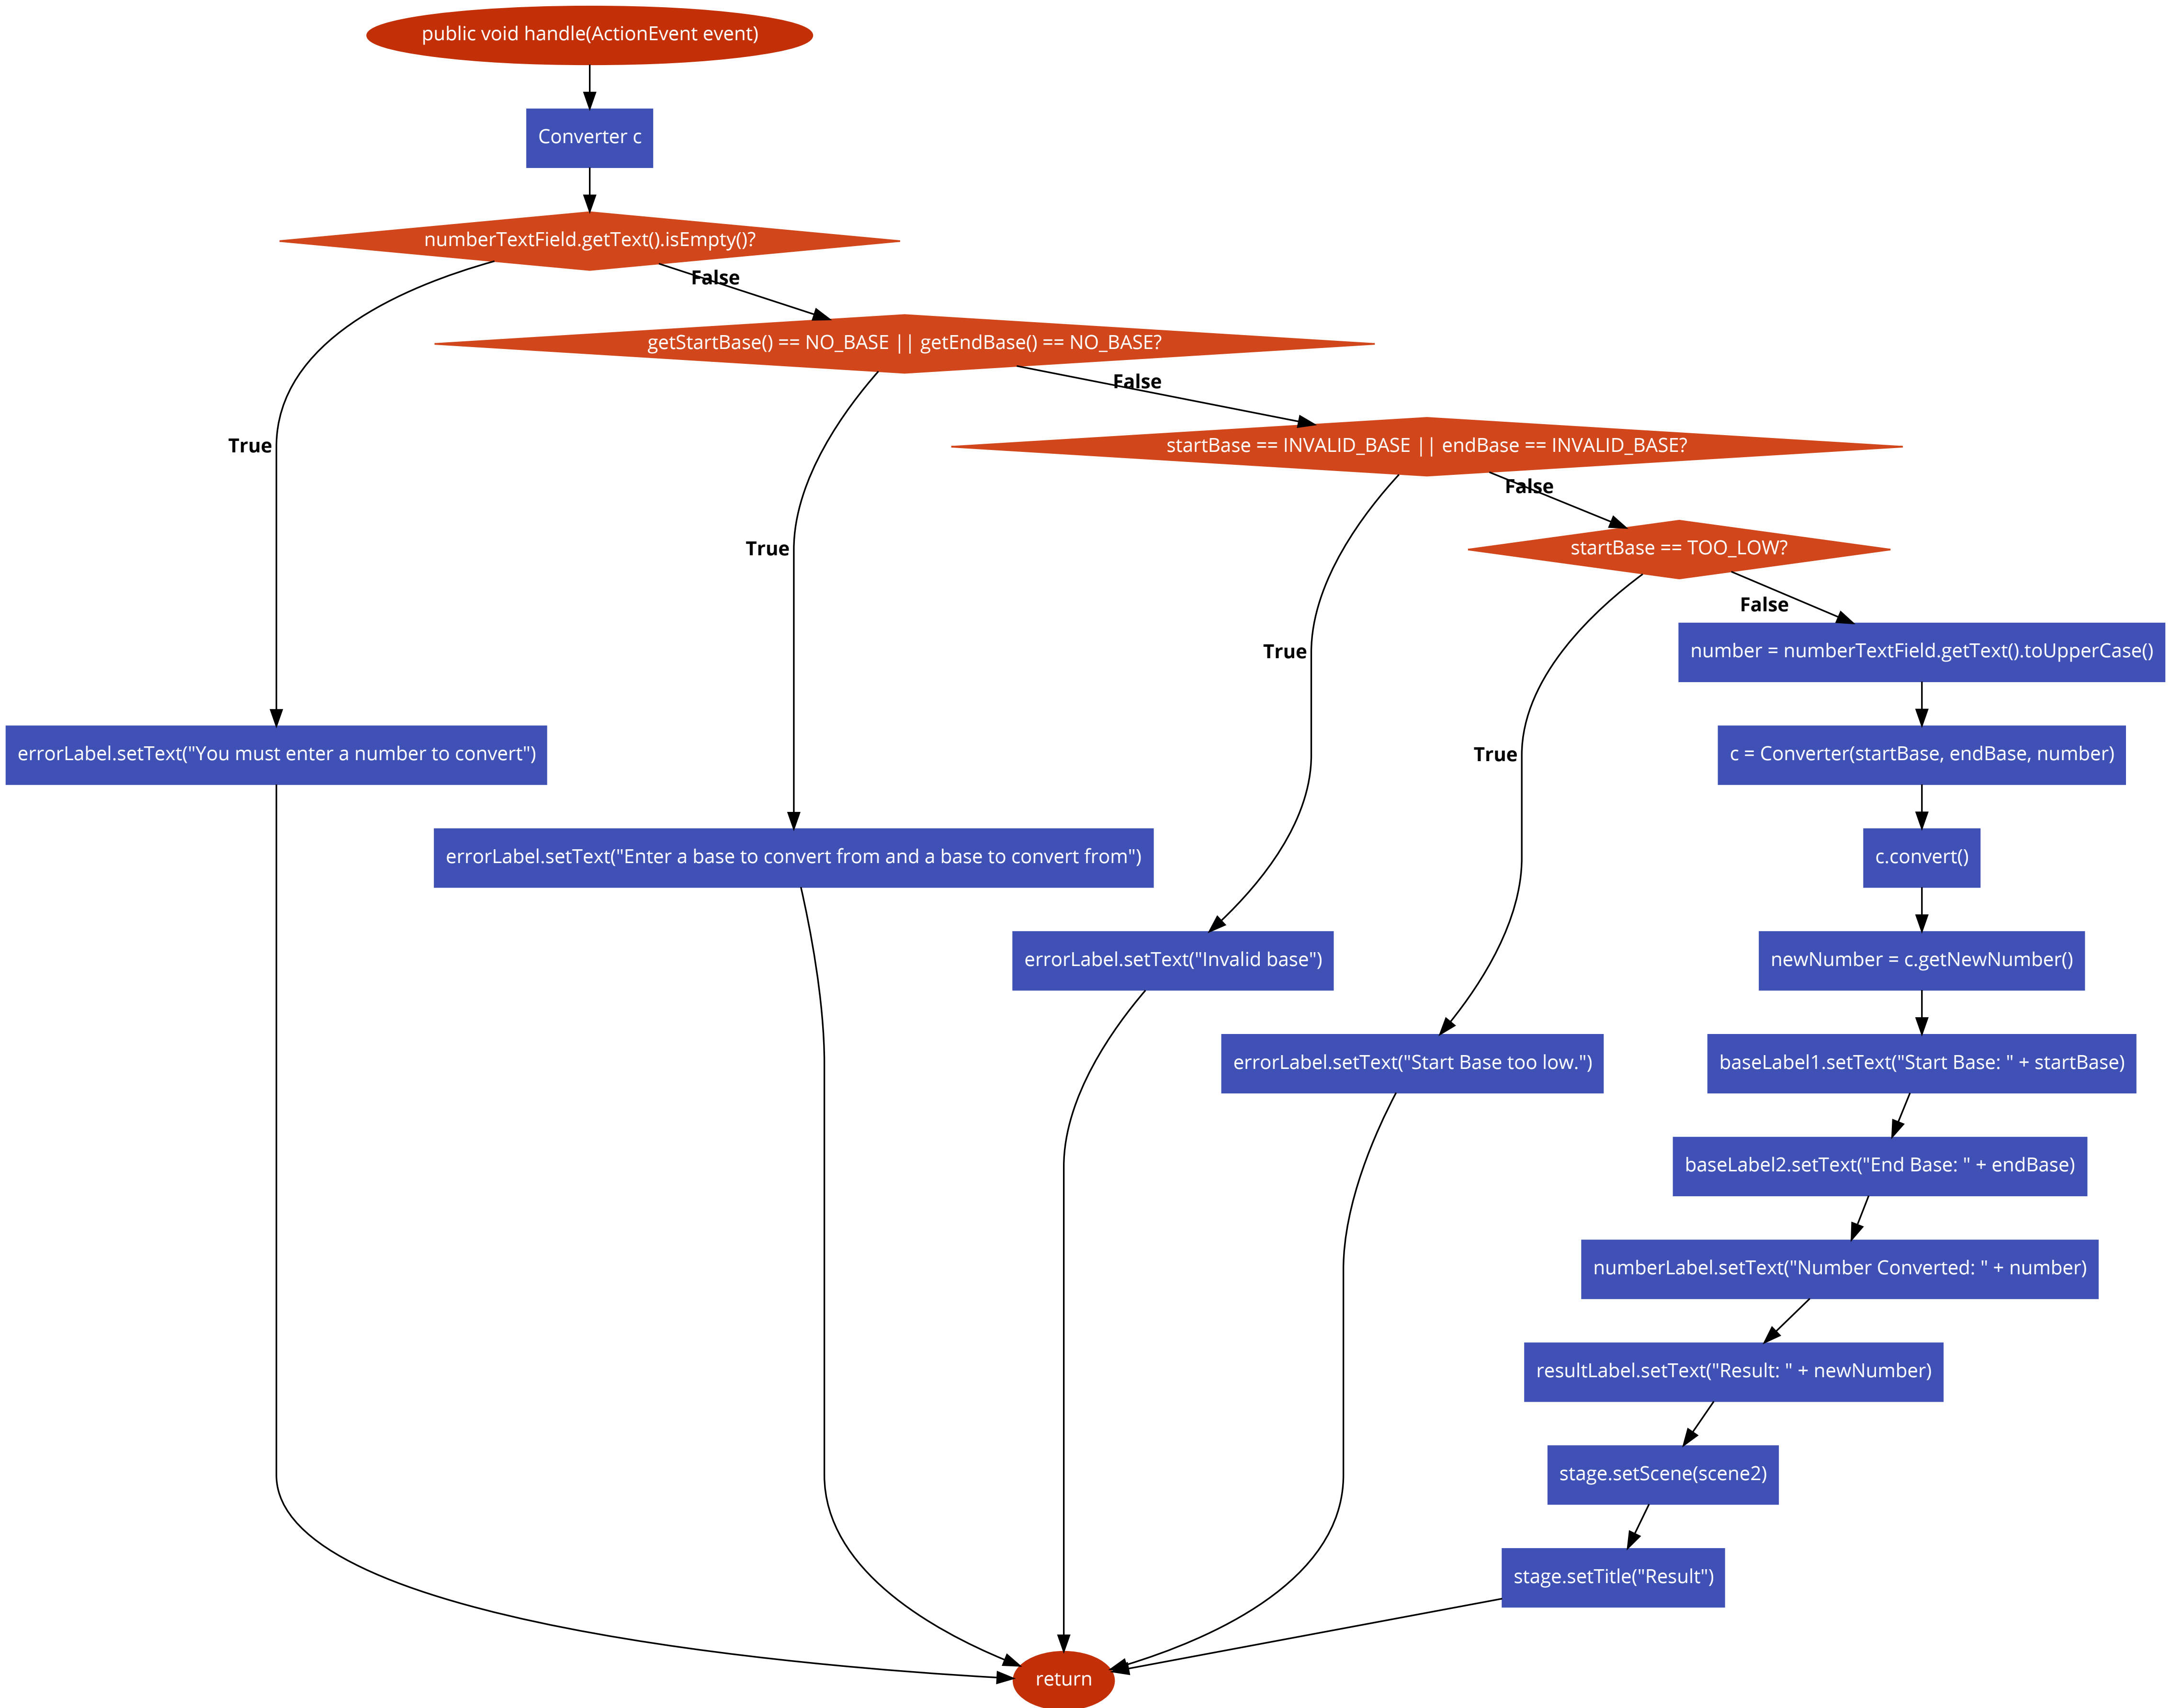 public void handle(ActionEvent event)
Converter c
numberTextField.getText().isEmpty()?
False
getStartBase() == NO_BASE || getEndBase() == NO_BASE?
False
True
startBase == INVALID_BASE || endBase == INVALID_BASE?
False
True
startBase == TOO_LOW?
False
True
number = numberTextField.getText().toUpperCase()
True
errorLabel.setText("You must enter a number to convert")
c = Converter(startBase, endBase, number)
errorLabel.setText("Enter a base to convert from and a base to convert from")
c.convert()
errorLabel.setText("Invalid base")
newNumber = c.getNewNumber()
errorLabel.setText("Start Base too low.")
baseLabel1.setText("Start Base: " + startBase)
baseLabel2.setText("End Base: " + endBase)
numberLabel.setText("Number Converted: " + number)
resultLabel.setText("Result: " + newNumber)
stage.setScene(scene2)
stage.setTitle("Result")
return